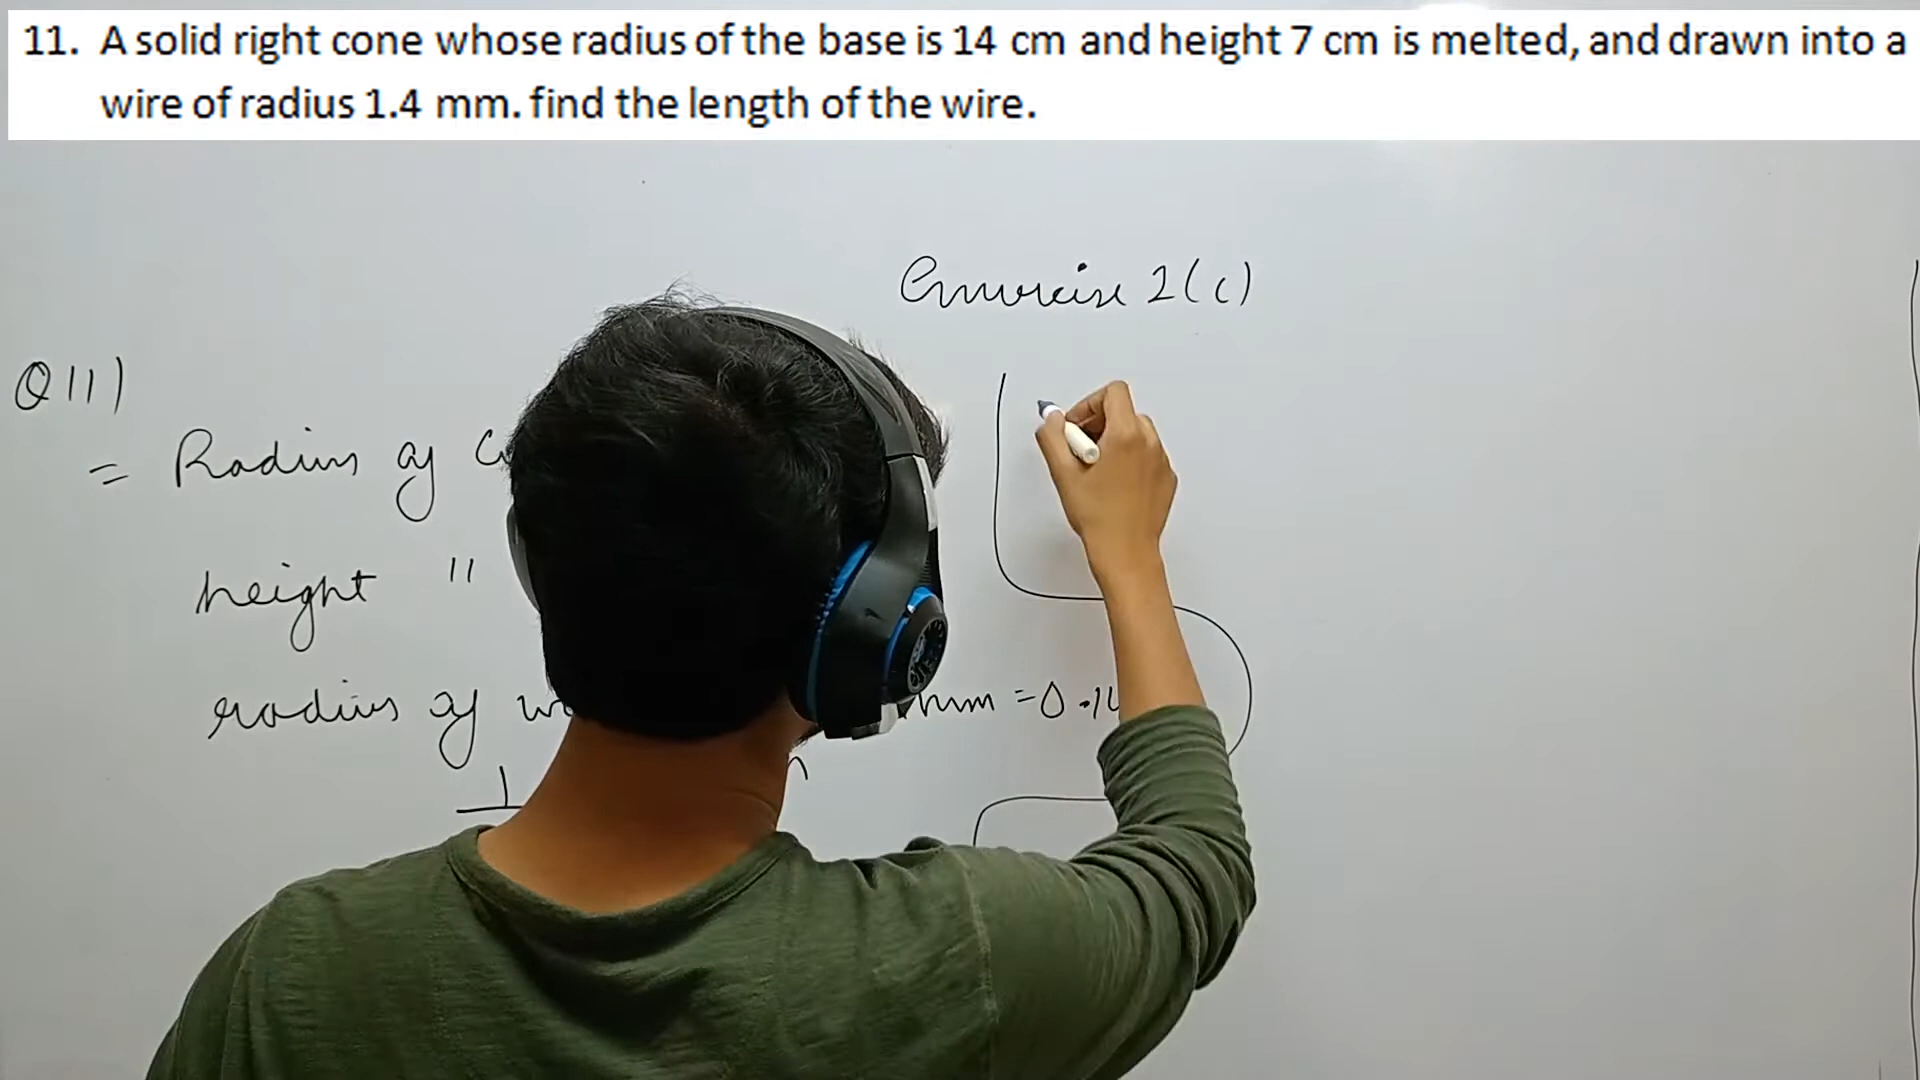 11. A solid right cone whose radius of the base is 14 cm and height 7 cm is melted, and drawn into a
wire of radius 1.4 mm. find the length of the wire.
Exercise 2(c)
Q11)
= Radius of
height "
radius of mm = 0.14